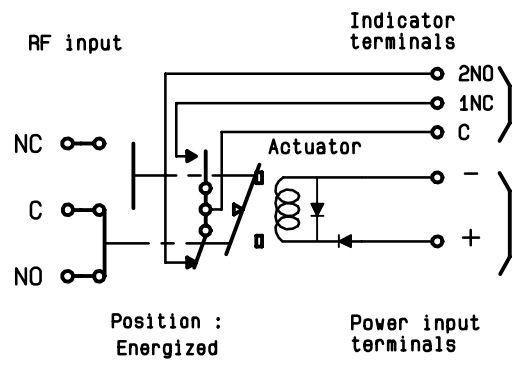 Indicator
terminals
RF input
2NO
1NC
C
Actuator
NC
C
NO
−
+
Position :
Energized
Power input
terminals